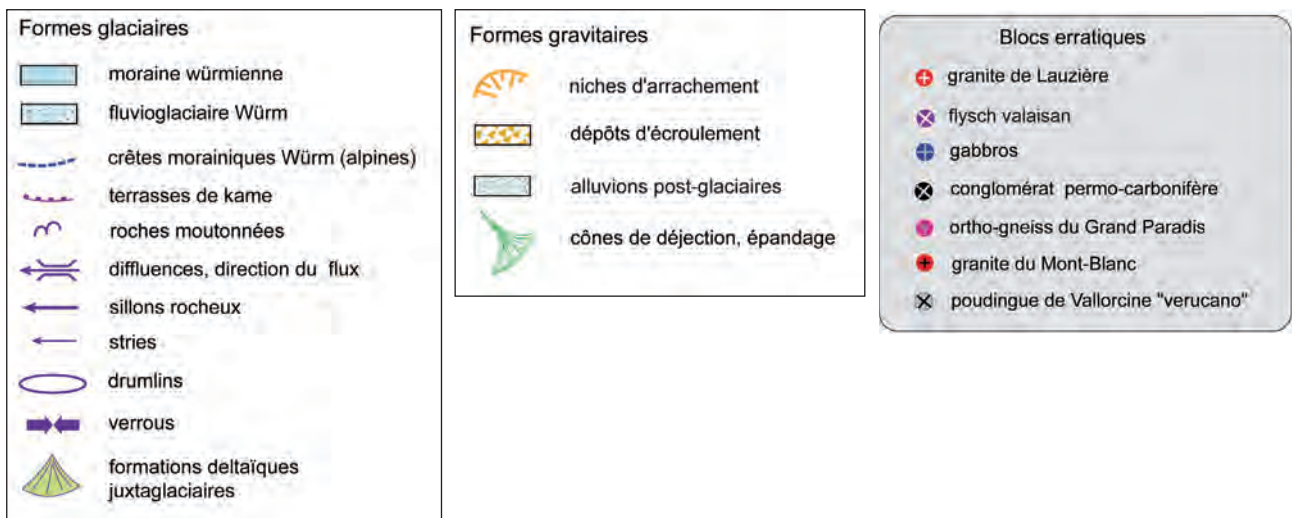 Formes glaciaires
moraine würmienne
fluvioglaciaire Würm
crêtes morainiques Würm (alpines)
terrasses de kame
roches moutonnées
diffluences, direction du flux
sillons rocheux
stries
drumlins
verrous
formations deltaïques
juxtaglaciaires
Formes gravitaires
niches d'arrachement
dépôts d'écroulement
alluvions post-glaciaires
cônes de déjection, épandage
Blocs erratiques
granite de Lauzière
flysch valaisan
gabbros
conglomérat permo-carbonifère
ortho-gneiss du Grand Paradis
granite du Mont-Blanc
poudingue de Vallorcine "verucano"